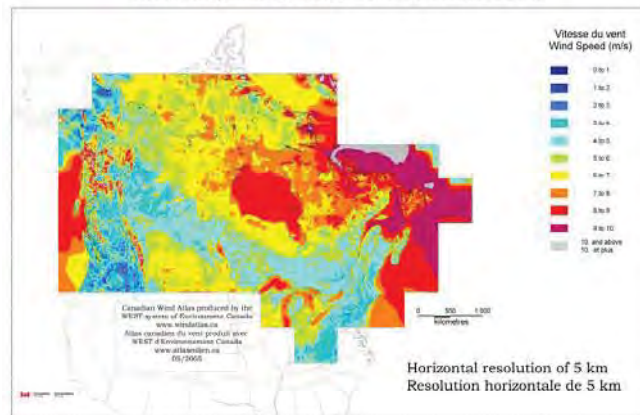 Vitesse du vent
Wind Speed (m/s)
0 to 1
1 to 2
2 to 3
3 to 4
4 to 5
5 to 6
6 to 7
7 to 8
8 to 9
9 to 10
10. and above
10. et plus
0 500 1 000
kilometres
Canadian Wind Atlas produced by the
WEST system of Environment Canada
www.windatlas.ca
Atlas canadien du vent produit avec
WEST d'Environnement Canada
www.atlaseolien.ca
05/2005
Horizontal resolution of 5 km
Resolution horizontale de 5 km